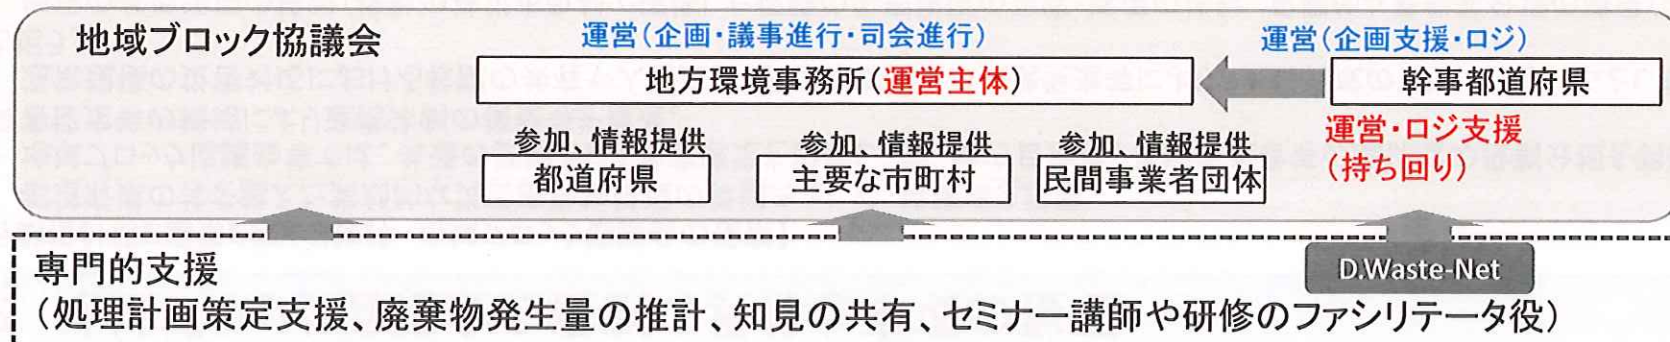 地域ブロック協議会
運営(企画・議事進行・司会進行)
運営(企画支援・ロジ)
地方環境事務所(運営主体)
幹事都道府県
参加、情報提供
都道府県
参加、情報提供
主要な市町村
参加、情報提供
民間事業者団体
運営・ロジ支援
(持ち回り)
専門的支援
D.Waste-Net
(処理計画策定支援、廃棄物発生量の推計、知見の共有、セミナー講師や研修のファシリテータ役)